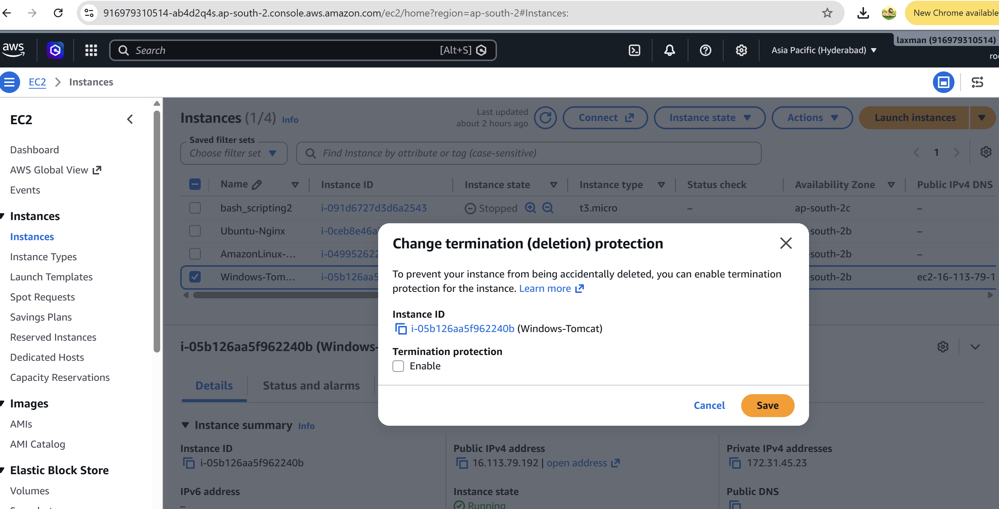 916979310514-ab4d2q4s.ap-south-2.console.aws.amazon.com/ec2/home?region=ap-south-2#Instances:
New Chrome available
aws
Search
[Alt+S]
Asia Pacific (Hyderabad)
laxman (916979310514)
EC2
Instances
EC2
Dashboard
AWS Global View
Events
Instances
Instances
Instance Types
Launch Templates
Spot Requests
Savings Plans
Reserved Instances
Dedicated Hosts
Capacity Reservations
Images
AMIs
AMI Catalog
Elastic Block Store
Volumes
Instances (1/4) Info
Last updated
about 2 hours ago
Connect
Instance state
Actions
Launch instances
Saved filter sets
Choose filter set
Find Instance by attribute or tag (case-sensitive)
1
Name Instance ID Instance state Instance type Status check Availability Zone Public IPv4 DNS
bash_scripting2 i-091d6727d3d6a2543 Stopped t3.micro – ap-south-2c –
Ubuntu-Nginx i-0ceb8e46a -south-2b –
AmazonLinux-... i-049952622 -south-2b –
Windows-Tom... i-05b126aa5 -south-2b ec2-16-113-79-1
Change termination (deletion) protection
To prevent your instance from being accidentally deleted, you can enable termination
protection for the instance. Learn more
Instance ID
i-05b126aa5f962240b (Windows-Tomcat)
Termination protection
Enable
Cancel
Save
i-05b126aa5f962240b (Windows-
Details
Status and alarms
Instance summary Info
Instance ID
i-05b126aa5f962240b
Public IPv4 address
16.113.79.192 | open address
Private IPv4 addresses
172.31.45.23
IPv6 address
–
Instance state
Running
Public DNS